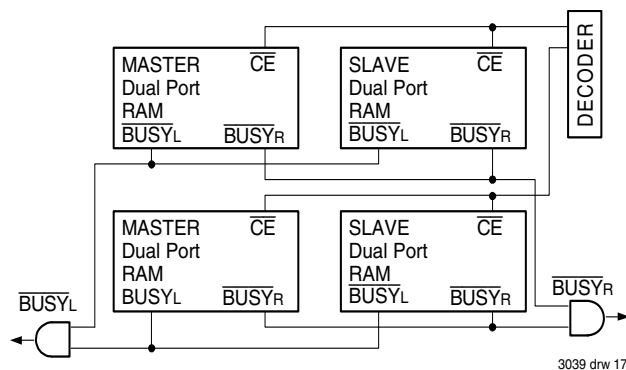 MASTER
Dual Port
RAM
CE
BUSYL
BUSYR
SLAVE
Dual Port
RAM
CE
BUSYL
BUSYR
DECODER
MASTER
Dual Port
RAM
CE
BUSYL
BUSYR
SLAVE
Dual Port
RAM
CE
BUSYL
BUSYR
BUSYL
BUSYR
3039 drw 17